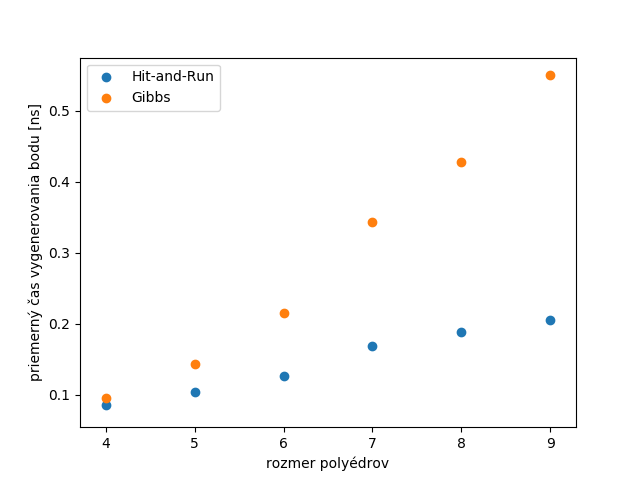 Hit-and-Run
Gibbs
priemerný čas vygenerovania bodu [ns]
0.5
0.4
0.3
0.2
0.1
4 5 6 7 8 9
rozmer polyédrov